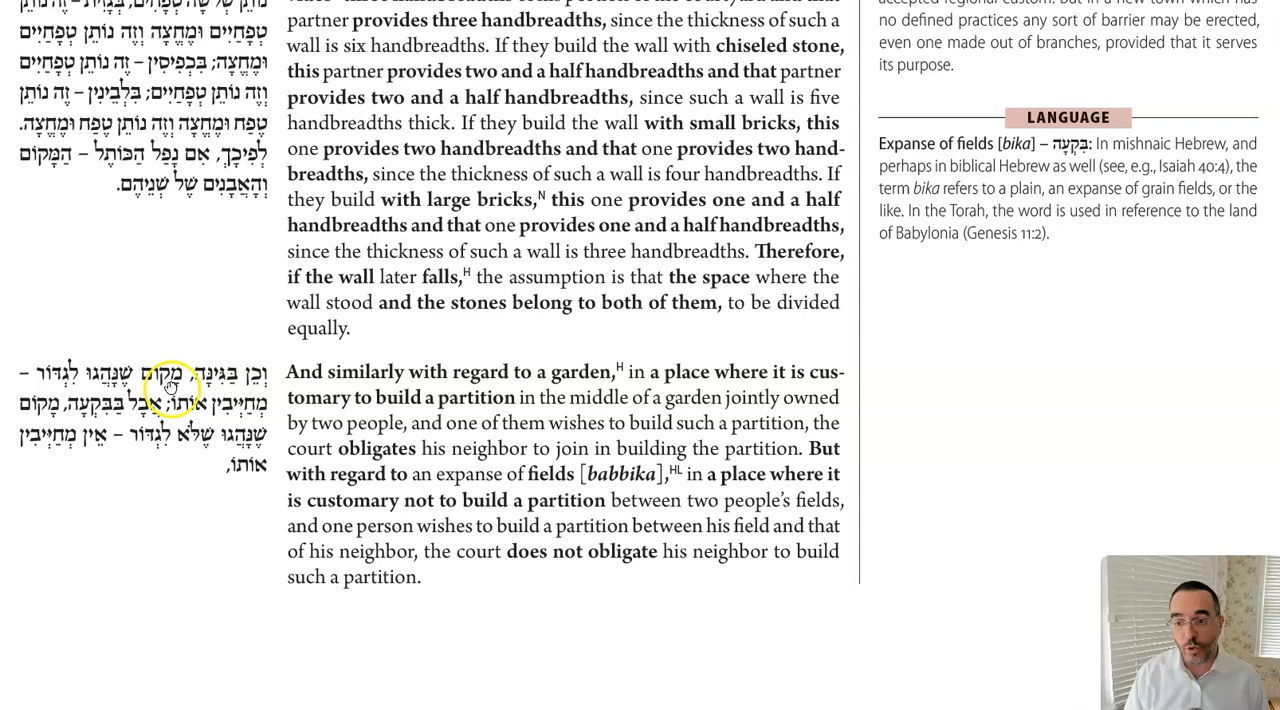 נוֹתֵן שְׁלֹשָׁה טְפָחִים; בְּגָוִית – זֶה נוֹתֵן
טְפָחַיִים וּמֶחֱצָה וְזֶה נוֹתֵן טְפָחַיִים
וּמֶחֱצָה; בִּכְפִיסִין – זֶה נוֹתֵן טְפָחַיִים
וְזֶה נוֹתֵן טְפָחַיִים; בִּלְבֵינִין – זֶה נוֹתֵן
טֶפַח וּמֶחֱצָה וְזֶה נוֹתֵן טֶפַח וּמֶחֱצָה.
לְפִיכָךְ, אִם נָפַל הַכּוֹתֶל – הַמָּקוֹם
וְהָאֲבָנִים שֶׁל שְׁנֵיהֶם.
וְכֵן בְּגִינָּה, מְקוֹם שֶׁנָּהֲגוּ לִגְדּוֹר –
מְחַיְּיבִין אוֹתוֹ; אֲבָל בַּבִּקְעָה, מָקוֹם
שֶׁנָּהֲגוּ שֶׁלֹּא לִגְדּוֹר – אֵין מְחַיְּיבִין
אוֹתוֹ,
partner provides three handbreadths, since the thickness of such a
wall is six handbreadths. If they build the wall with chiseled stone,
this partner provides two and a half handbreadths and that partner
provides two and a half handbreadths, since such a wall is five
handbreadths thick. If they build the wall with small bricks, this
one provides two handbreadths and that one provides two hand-
breadths, since the thickness of such a wall is four handbreadths. If
they build with large bricks,N this one provides one and a half
handbreadths and that one provides one and a half handbreadths,
since the thickness of such a wall is three handbreadths. Therefore,
if the wall later falls,H the assumption is that the space where the
wall stood and the stones belong to both of them, to be divided
equally.
And similarly with regard to a garden,H in a place where it is cus-
tomary to build a partition in the middle of a garden jointly owned
by two people, and one of them wishes to build such a partition, the
court obligates his neighbor to join in building the partition. But
with regard to an expanse of fields [babbika],HL in a place where it
is customary not to build a partition between two people's fields,
and one person wishes to build a partition between his field and that
of his neighbor, the court does not obligate his neighbor to build
such a partition.
accepted regional custom. But in a new town which has
no defined practices any sort of barrier may be erected,
even one made out of branches, provided that it serves
its purpose.
LANGUAGE
Expanse of fields [bika] – בִּקְעָה: In mishnaic Hebrew, and
perhaps in biblical Hebrew as well (see, e.g., Isaiah 40:4), the
term bika refers to a plain, an expanse of grain fields, or the
like. In the Torah, the word is used in reference to the land
of Babylonia (Genesis 11:2).